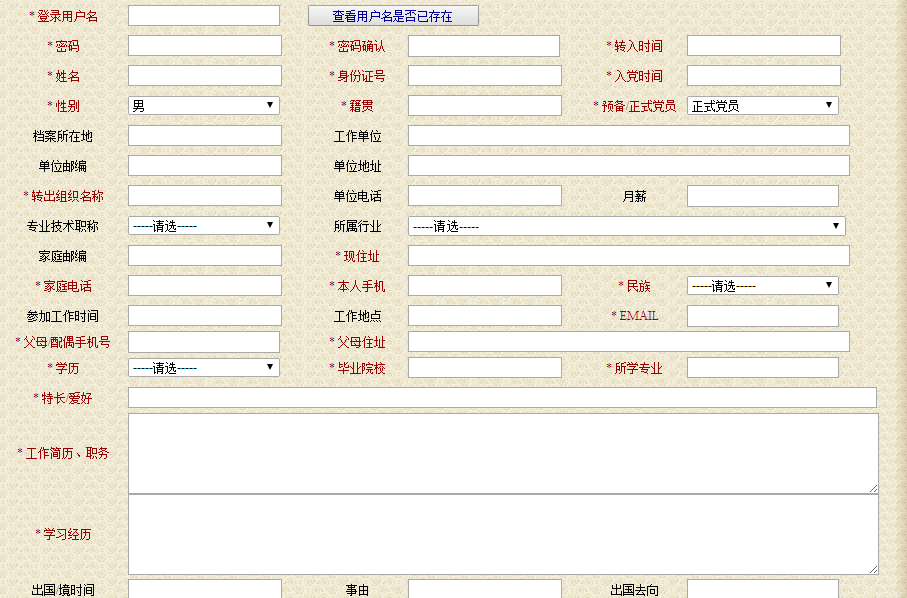 * 登录用户名 查看用户名是否已存在
* 密码 * 密码确认 * 转入时间
* 姓名 * 身份证号 * 入党时间
* 性别 男 * 籍贯 * 预备/正式党员 正式党员
档案所在地 工作单位
单位邮编 单位地址
* 转出组织名称 单位电话 月薪
专业技术职称 -----请选----- 所属行业 -----请选-----
家庭邮编 * 现住址
* 家庭电话 * 本人手机 * 民族 -----请选-----
参加工作时间 工作地点 * EMAIL
* 父母/配偶手机号 * 父母住址
* 学历 -----请选----- * 毕业院校 * 所学专业
* 特长/爱好
* 工作简历、职务
* 学习经历
出国/境时间 事由 出国去向